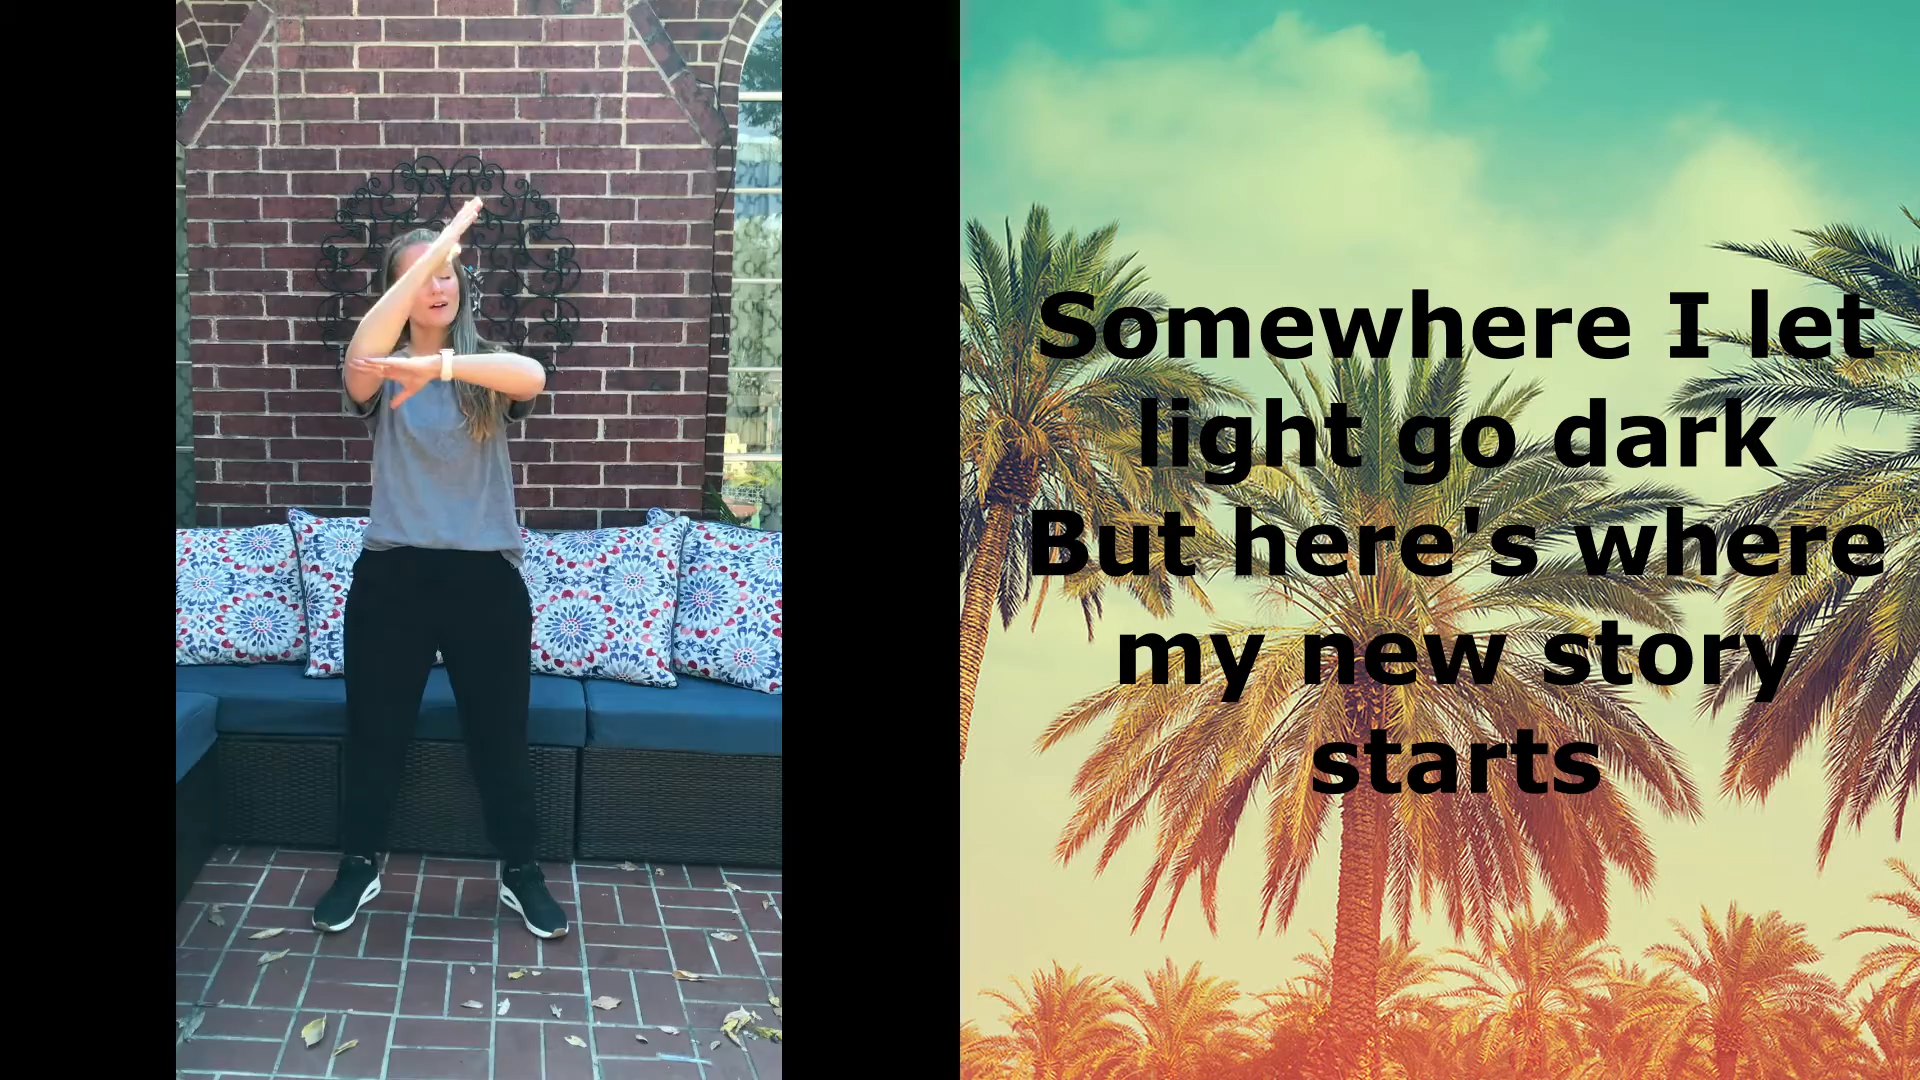 Somewhere I let
light go dark
But here's where
my new story
starts